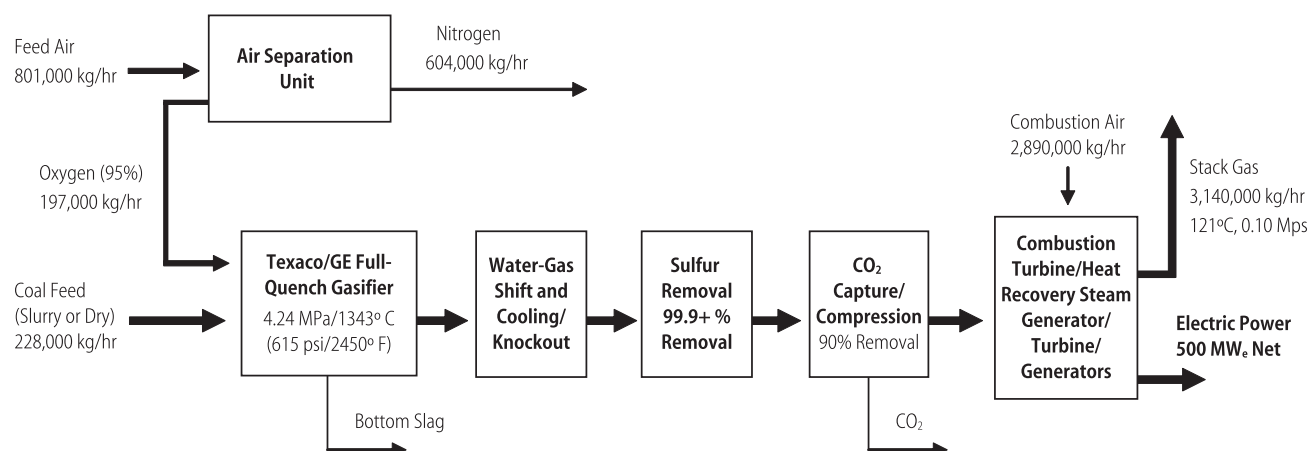 Feed Air
801,000 kg/hr
Air Separation
Unit
Nitrogen
604,000 kg/hr
Oxygen (95%)
197,000 kg/hr
Coal Feed
(Slurry or Dry)
228,000 kg/hr
Texaco/GE Full-
Quench Gasifier
4.24 MPa/1343º C
(615 psi/2450º F)
Bottom Slag
Water-Gas
Shift and
Cooling/
Knockout
Sulfur
Removal
99.9+ %
Removal
CO₂
Capture/
Compression
90% Removal
CO₂
Combustion Air
2,890,000 kg/hr
Combustion
Turbine/Heat
Recovery Steam
Generator/
Turbine/
Generators
Stack Gas
3,140,000 kg/hr
121ºC, 0.10 Mps
Electric Power
500 MWₑ Net